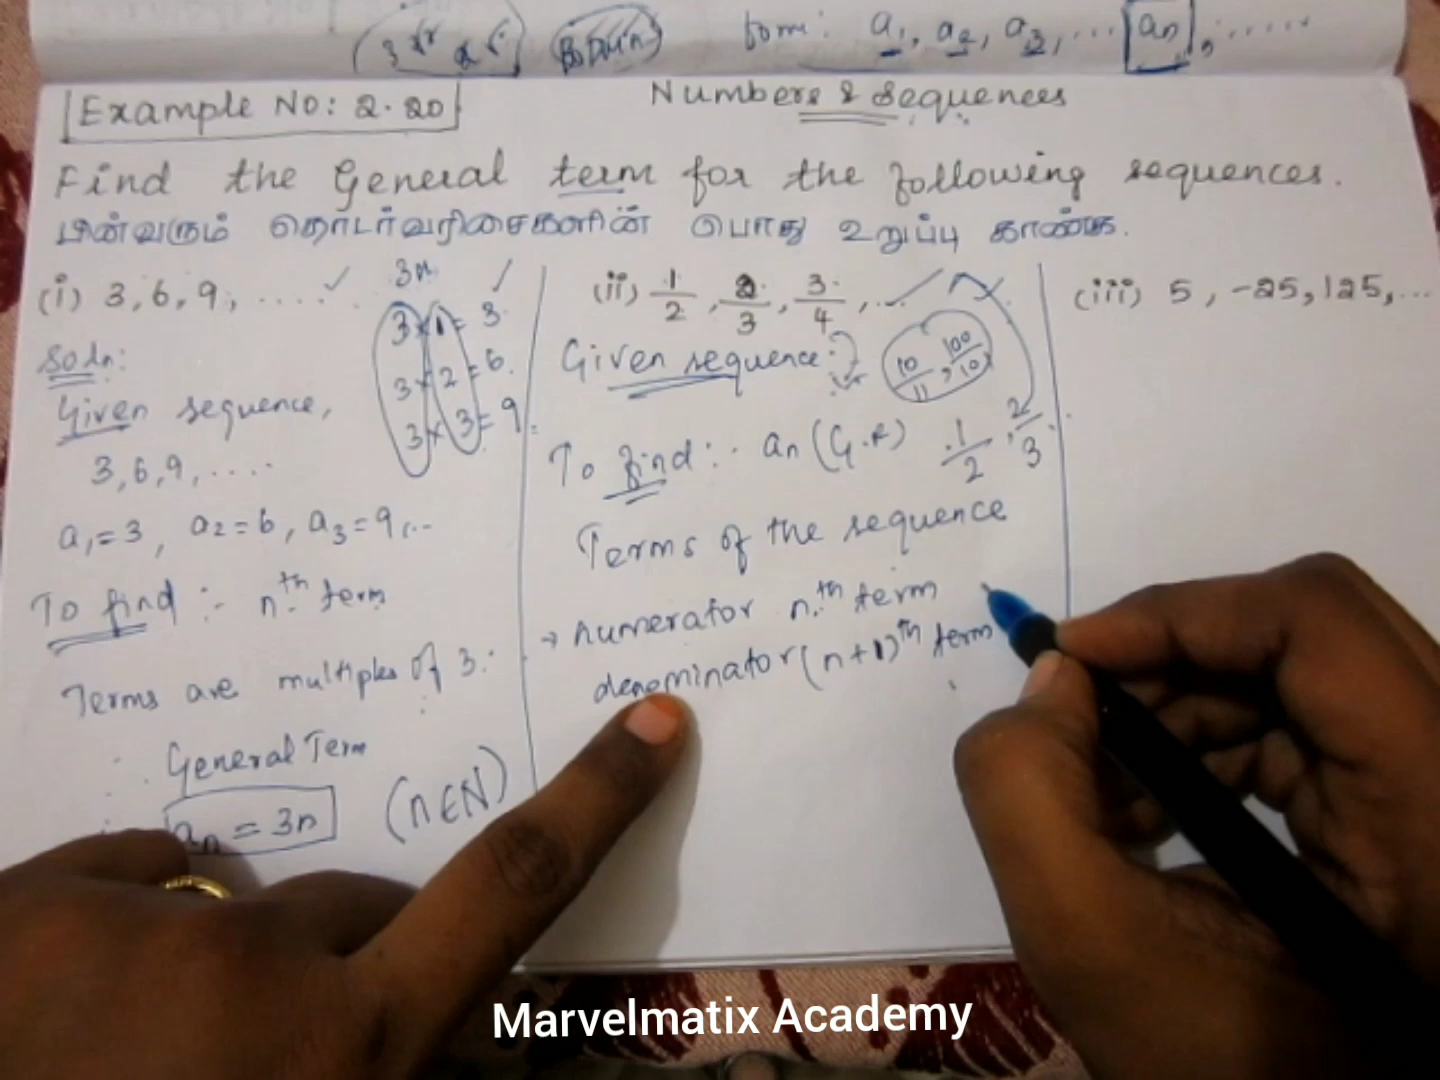 form: a1, a2, a3, ... an, .....
Example No: 2.20
Numbers & Sequences
Find the General term for the following sequences.
பின்வரும் தொடர்வரிசைகளின் பொது உறுப்பு காண்க.
(i) 3, 6, 9, .....
3n
3 × 1 = 3
3 × 2 = 6.
3 × 3 = 9
Soln:
Given sequence,
3, 6, 9, ....
a1 = 3, a2 = 6, a3 = 9, ..
To find :- nth term
Terms are multiples of 3.
General Term
an = 3n (n∈N)
(ii) 1/2, 2/3, 3/4, ...
Given sequence:-
10/11, 100/101
To find: an (G.F)
1/2, 2/3
Terms of the sequence
→ numerator nth term
denominator (n+1)th term
(iii) 5, -25, 125, ...
Marvelmatix Academy